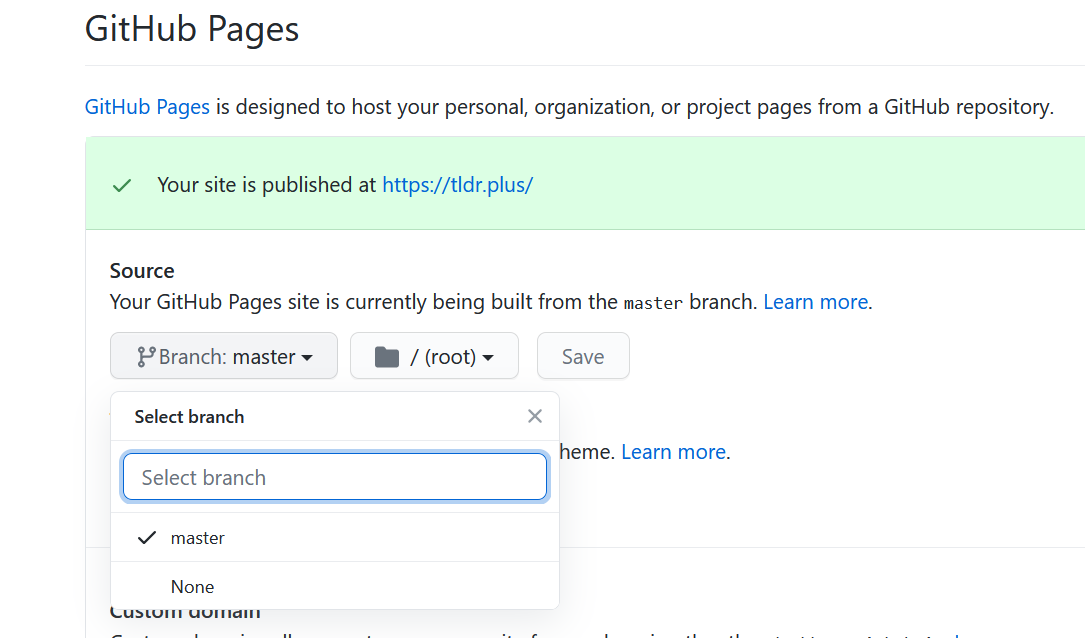 GitHub Pages
GitHub Pages is designed to host your personal, organization, or project pages from a GitHub repository.
Your site is published at https://tldr.plus/
Source
Your GitHub Pages site is currently being built from the master branch. Learn more.
Branch: master
/ (root)
Save
Select branch
heme. Learn more.
Select branch
master
None
Custom domain